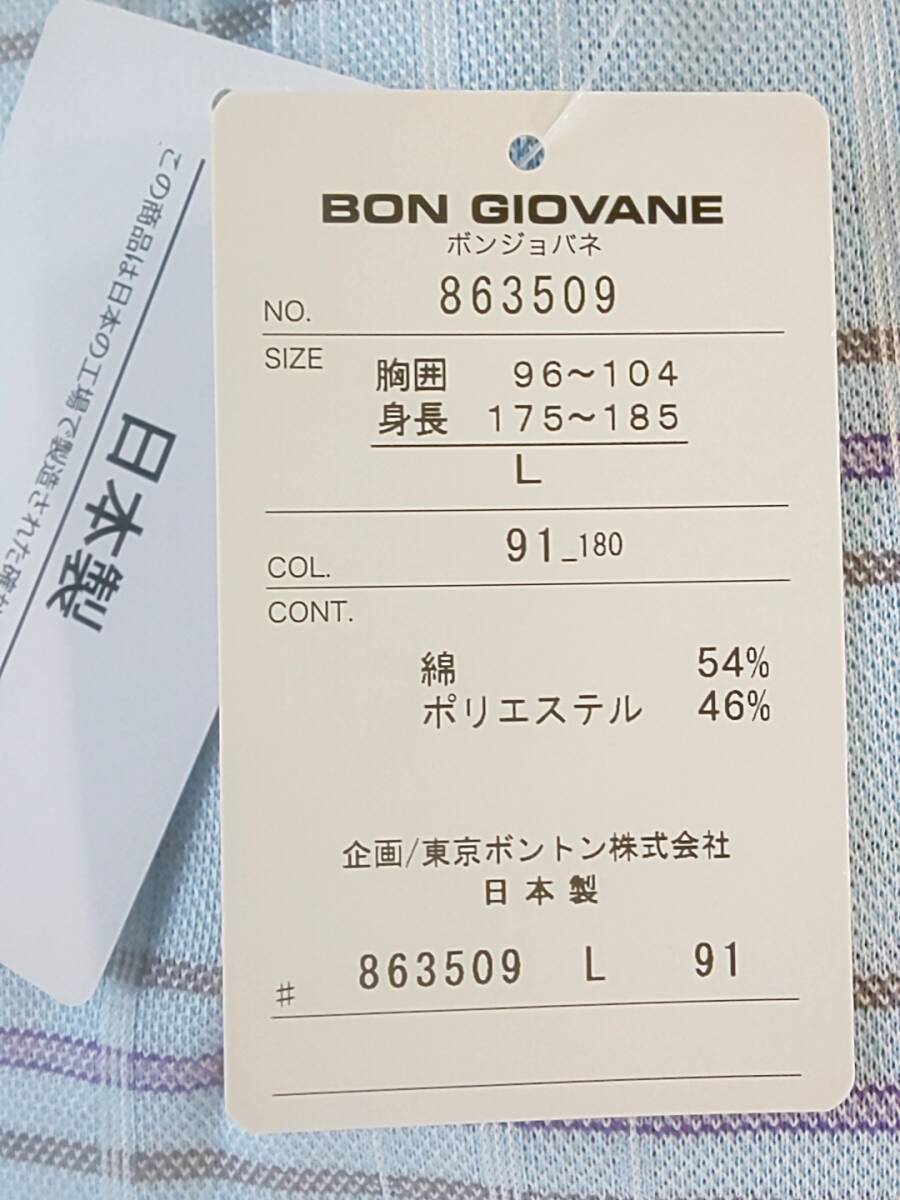 BON GIOVANE
ボンジョバネ
NO. 863509
SIZE 胸囲 96〜104
身長 175〜185
L
COL. 91_180
CONT.
綿 54%
ポリエステル 46%
企画/東京ボントン株式会社
日本製
# 863509 L 91
この商品は日本の工場で製造された確かな
日本製